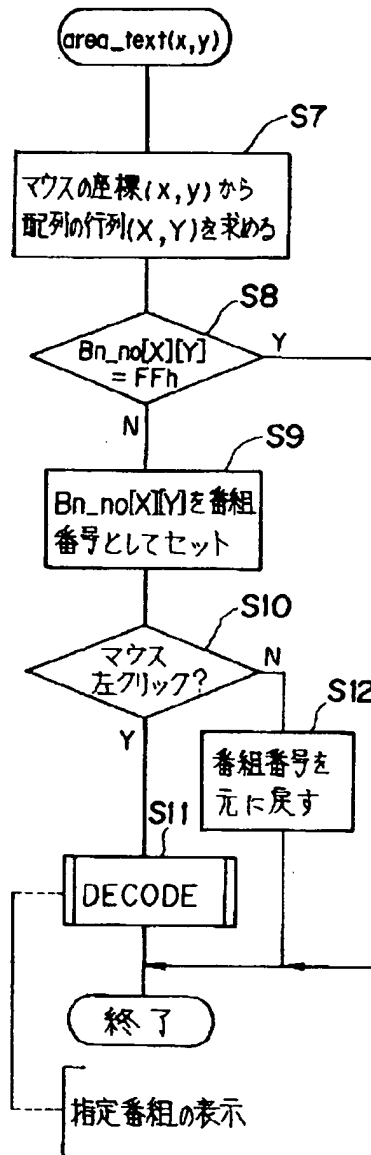 area_text(x,y)
S7
マウスの座標(x,y)から
配列の行列(X,Y)を求める
S8
Bn_no[X][Y]
= FFh
Y
N
S9
Bn_no[X][Y]を番組
番号としてセット
S10
マウス
左クリック?
N
Y
S12
番組番号を
元に戻す
S11
DECODE
終了
指定番組の表示